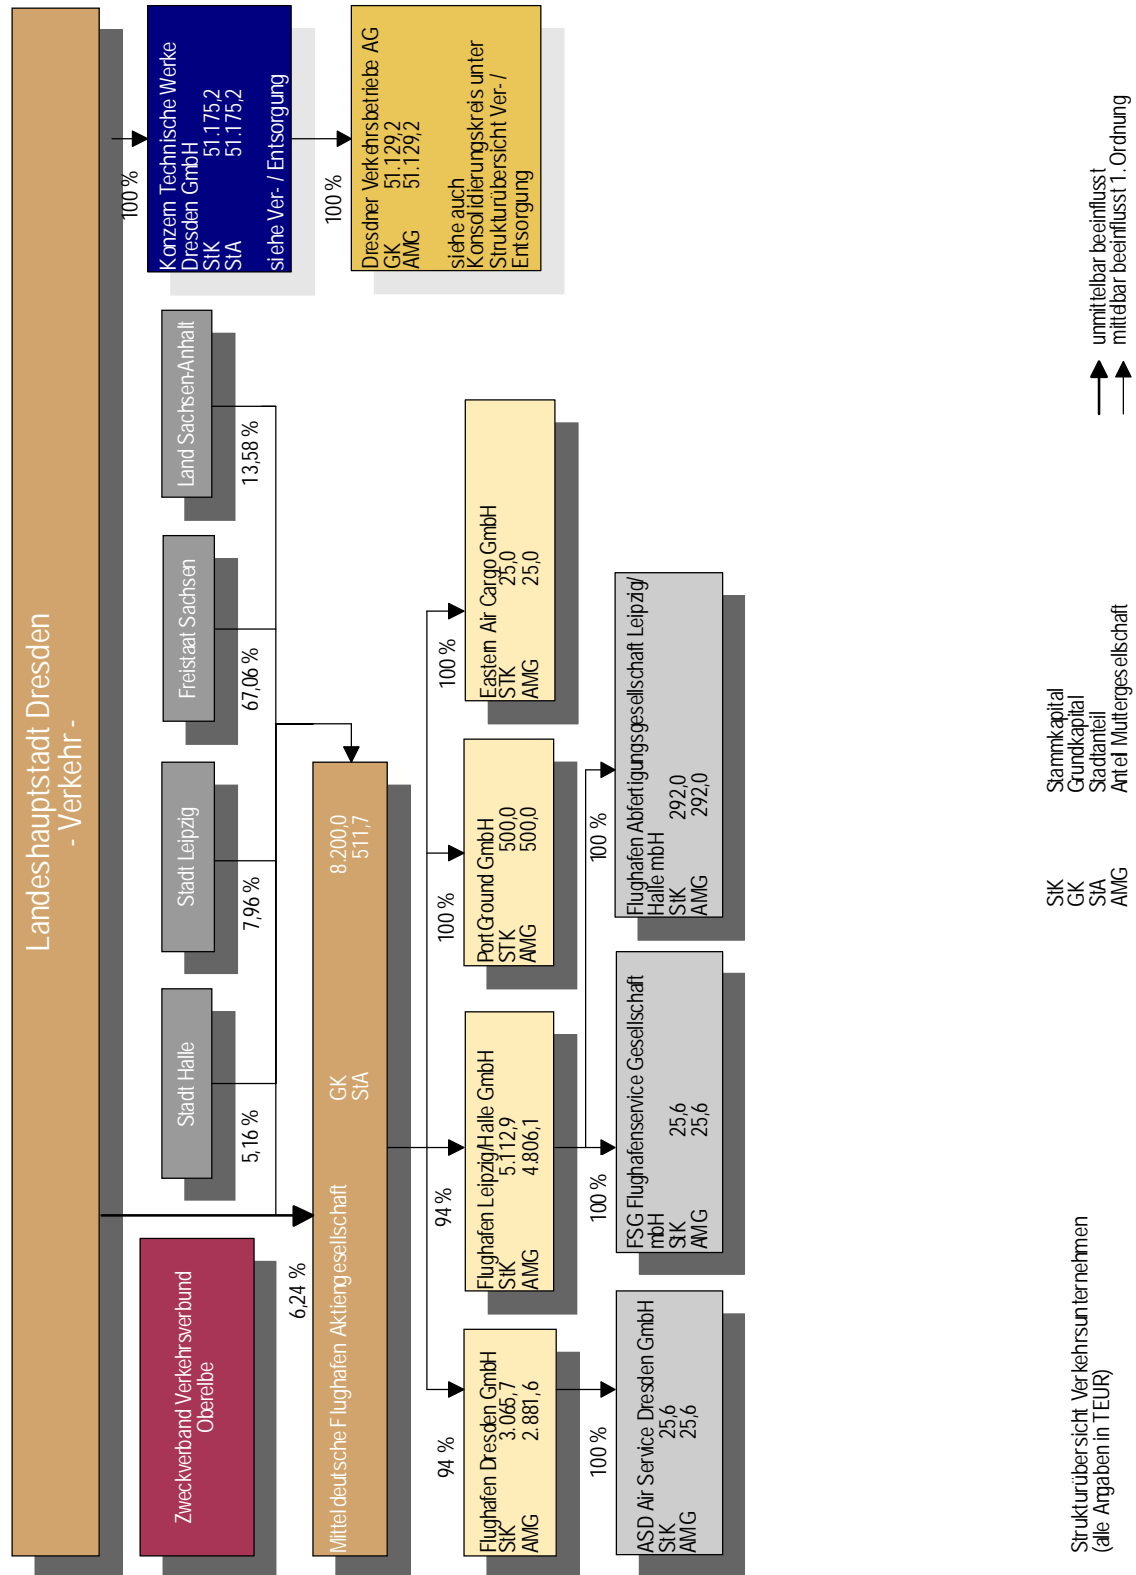 Landeshauptstadt Dresden
- Verkehr -
Zweckverband Verkehrsverbund
Oberelbe
Stadt Halle
Stadt Leipzig
Freistaat Sachsen
Land Sachsen-Anhalt
5,16 %
7,96 %
67,06 %
13,58 %
6,24 %
100 %
Konzern Technische Werke
Dresden GmbH
StK 51.175,2
StA 51.175,2
siehe Ver- / Entsorgung
100 %
Dresdner Verkehrsbetriebe AG
GK 51.129,2
AMG 51.129,2
siehe auch
Konsolidierungskreis unter
Strukturübersicht Ver- /
Entsorgung
Mitteldeutsche Flughafen Aktiengesellschaft
GK 8.200,0
StA 511,7
94 %
94 %
100 %
100 %
Flughafen Dresden GmbH
StK 3.065,7
AMG 2.881,6
Flughafen Leipzig/Halle GmbH
StK 5.112,9
AMG 4.806,1
PortGround GmbH
STK 500,0
AMG 500,0
Eastern Air Cargo GmbH
STK 25,0
AMG 25,0
100 %
100 %
100 %
ASD Air Service Dresden GmbH
StK 25,6
AMG 25,6
FSG Flughafenservice Gesellschaft
mbH
StK 25,6
AMG 25,6
Flughafen Abfertigungsgesellschaft Leipzig/
Halle mbH
StK 292,0
AMG 292,0
Strukturübersicht Verkehrsunternehmen
(alle Angaben in TEUR)
StK Stammkapital
GK Grundkapital
StA Stadtanteil
AMG Anteil Muttergesellschaft
unmittelbar beeinflusst
mittelbar beeinflusst 1. Ordnung